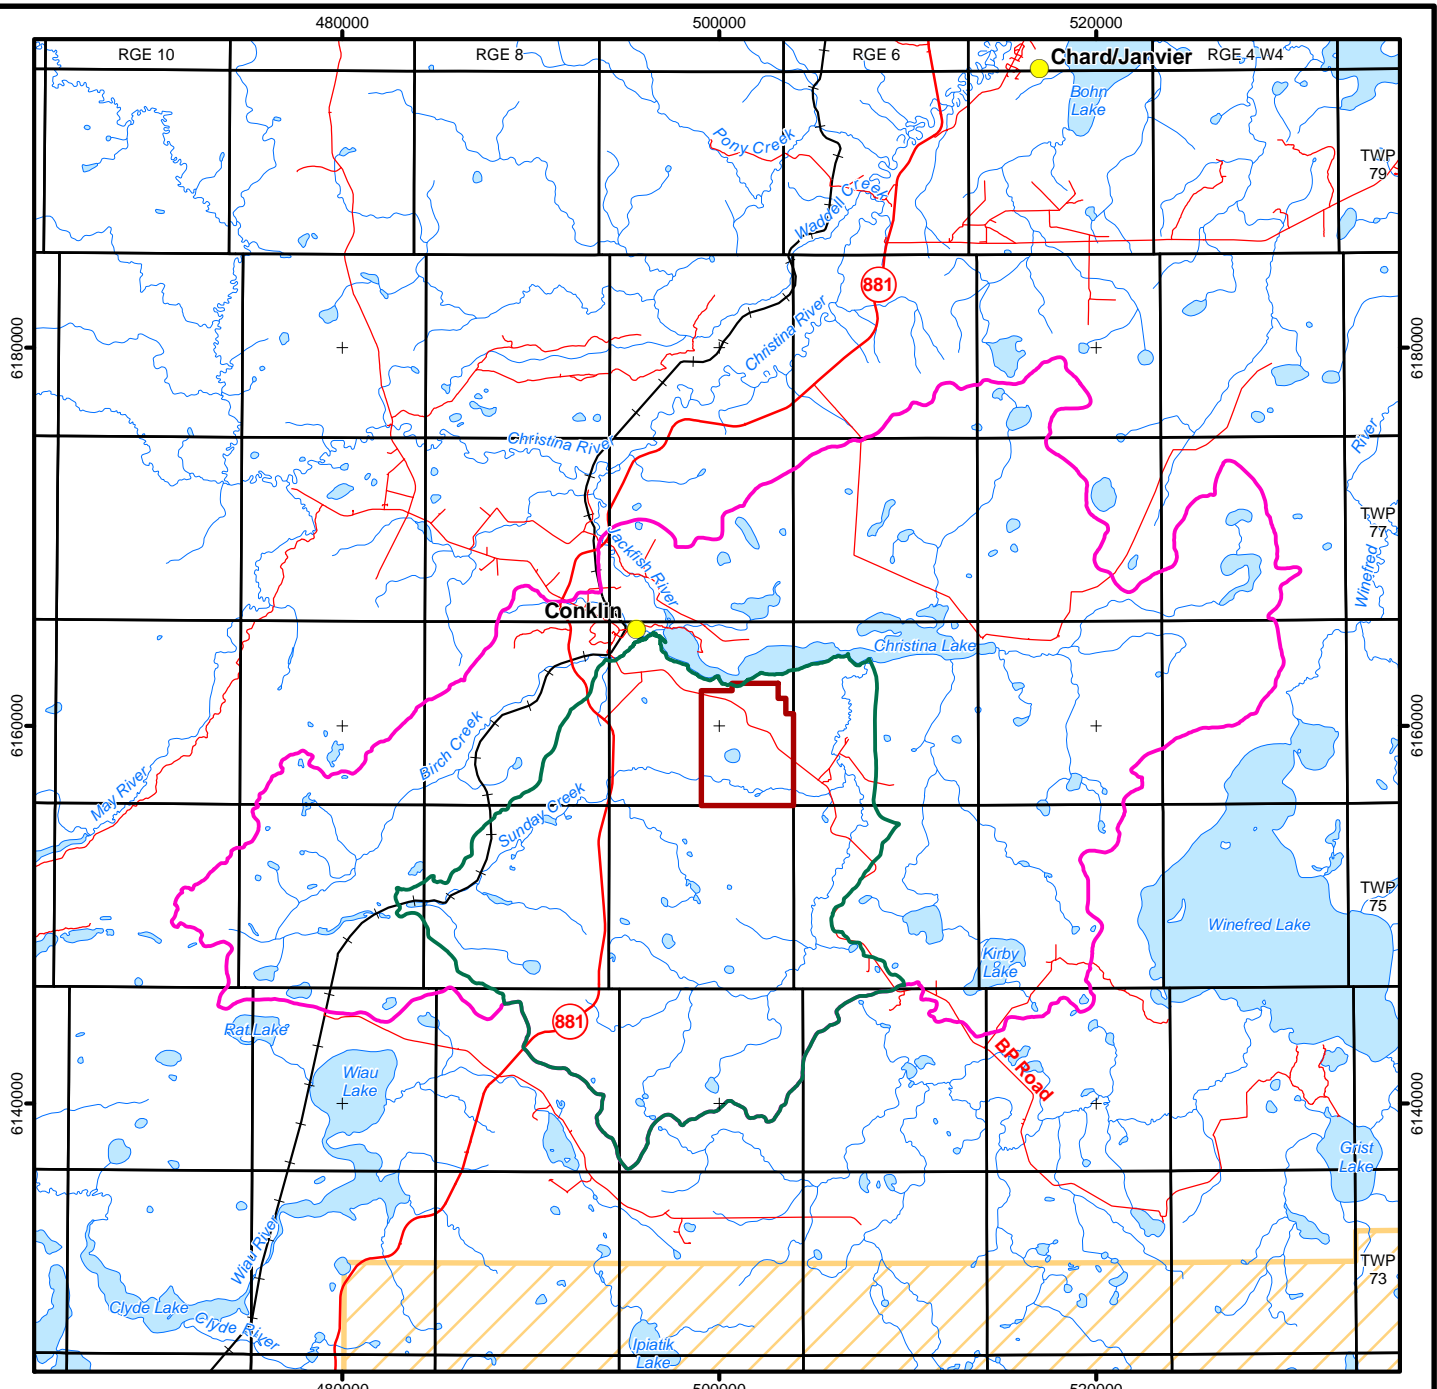 480000
500000
520000
RGE 10
RGE 8
RGE 6
RGE 4 W4
Chard/Janvier
Bohn
Lake
Pony Creek
TWP
79
Waddell Creek
881
Christina River
6180000
6180000
Christina River
River
TWP
77
Jackfish River
Winefred
Conklin
Christina Lake
6160000
6160000
Birch Creek
May River
Sunday Creek
TWP
75
Winefred Lake
Kirby
Lake
881
Rat Lake
BP Road
Wiau
Lake
6140000
6140000
Grist
Lake
Wiau River
TWP
73
Clyde Lake
Clyde River
Ipiatik
Lake
480000
500000
520000